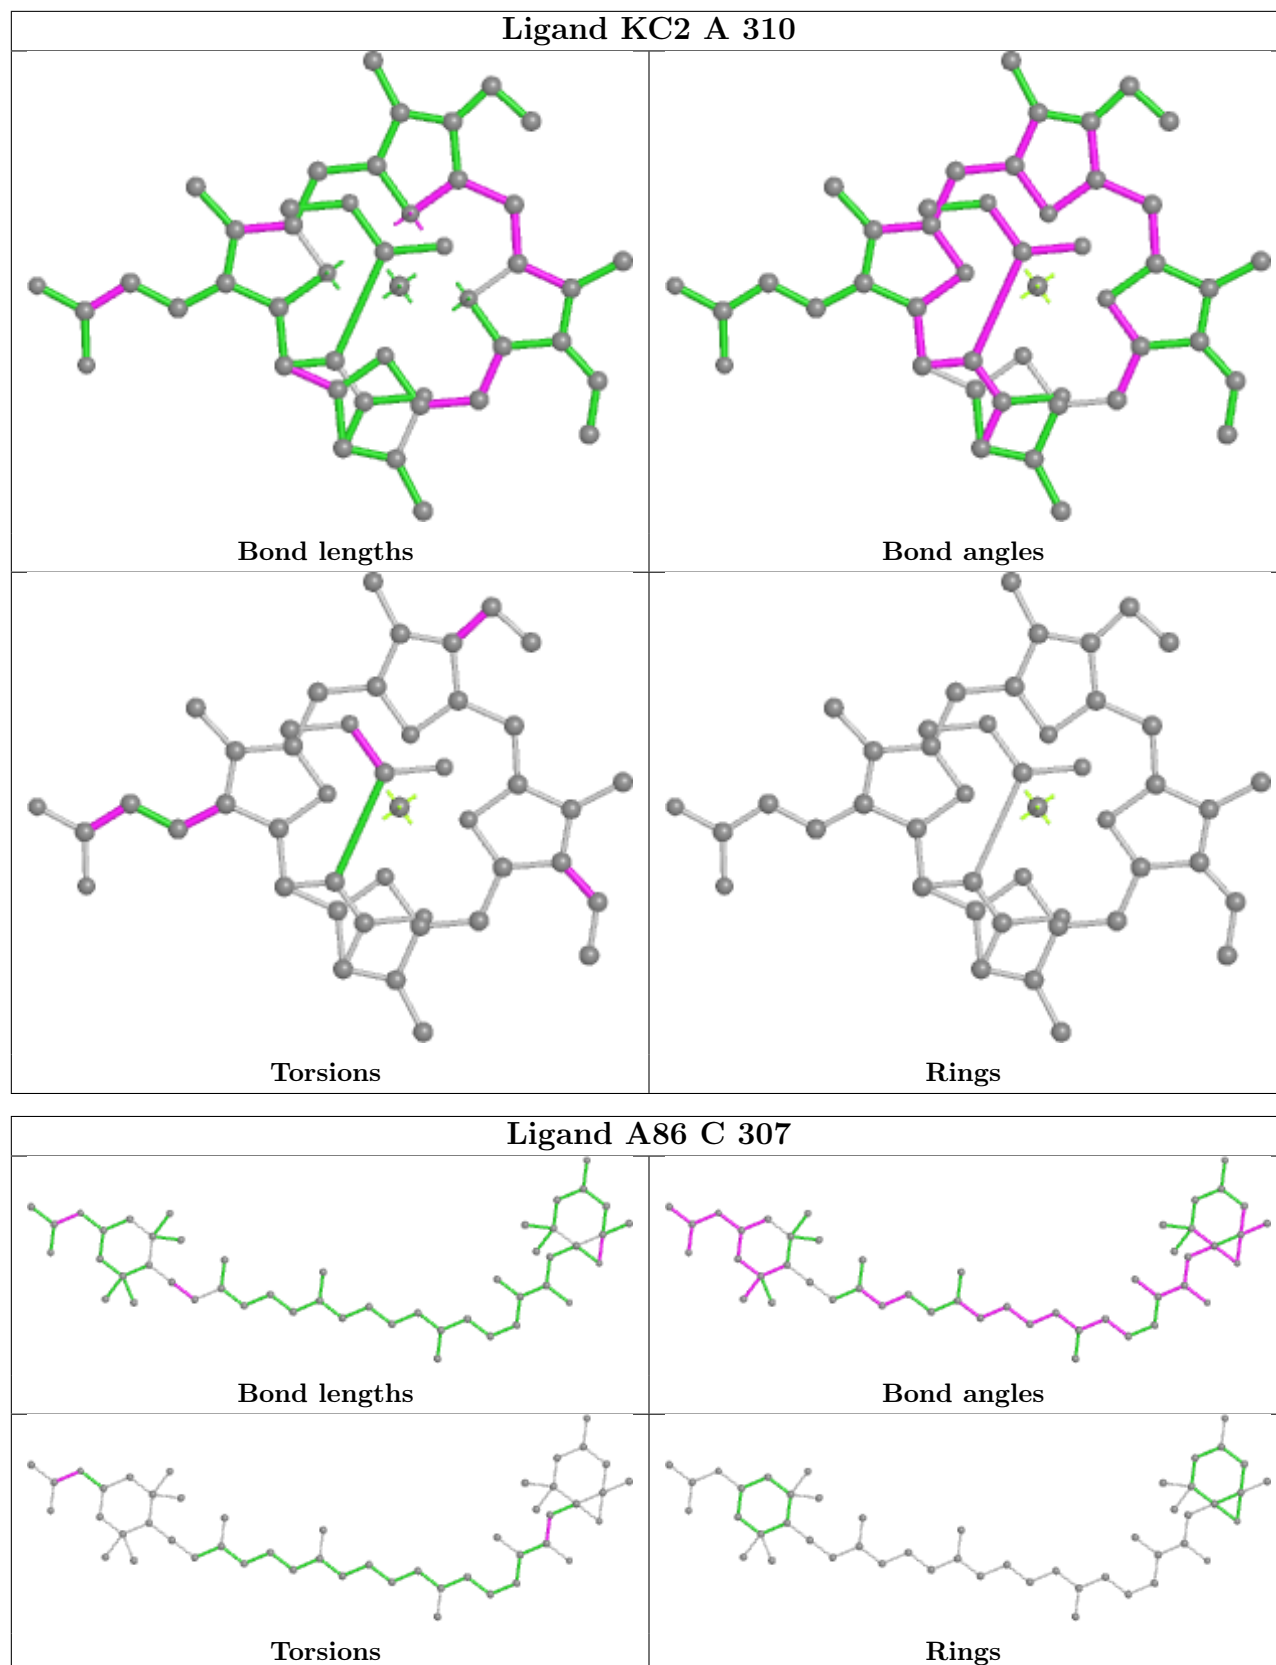 Ligand KC2 A 310
Bond lengths
Bond angles
Torsions
Rings
Ligand A86 C 307
Bond lengths
Bond angles
Torsions
Rings